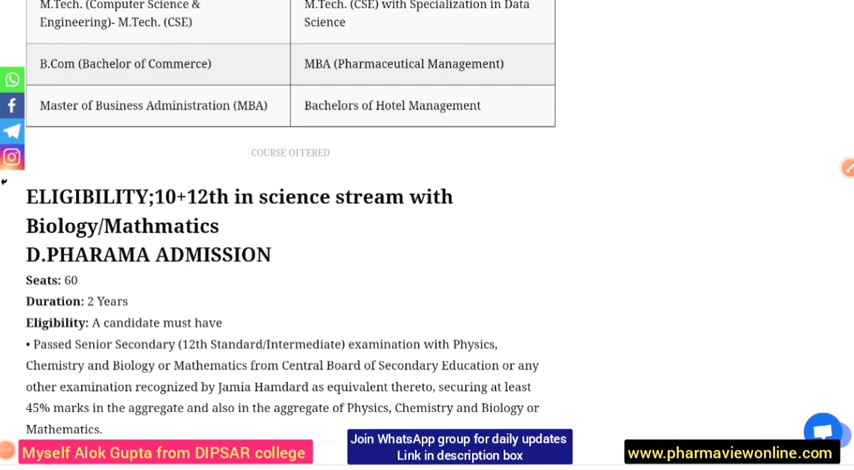 M.Tech. (Computer Science &
Engineering)- M.Tech. (CSE)
M.Tech. (CSE) with Specialization in Data
Science
B.Com (Bachelor of Commerce)
MBA (Pharmaceutical Management)
Master of Business Administration (MBA)
Bachelors of Hotel Management
COURSE OFFERED
ELIGIBILITY;10+12th in science stream with
Biology/Mathmatics
D.PHARAMA ADMISSION
Seats: 60
Duration: 2 Years
Eligibility: A candidate must have
• Passed Senior Secondary (12th Standard/Intermediate) examination with Physics,
Chemistry and Biology or Mathematics from Central Board of Secondary Education or any
other examination recognized by Jamia Hamdard as equivalent thereto, securing at least
45% marks in the aggregate and also in the aggregate of Physics, Chemistry and Biology or
Mathematics.
Myself Alok Gupta from DIPSAR college
Join WhatsApp group for daily updates
Link in description box
www.pharmaviewonline.com